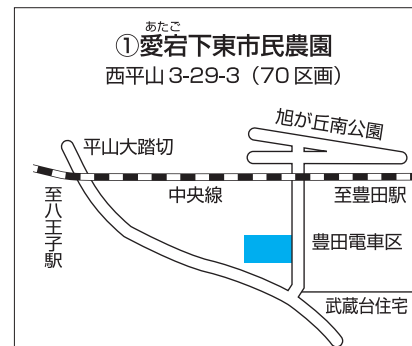 あたご
①愛宕下東市民農園
西平山3-29-3（70区画）
旭が丘南公園
平山大踏切
中央線
至豊田駅
至八王子駅
豊田電車区
武蔵台住宅